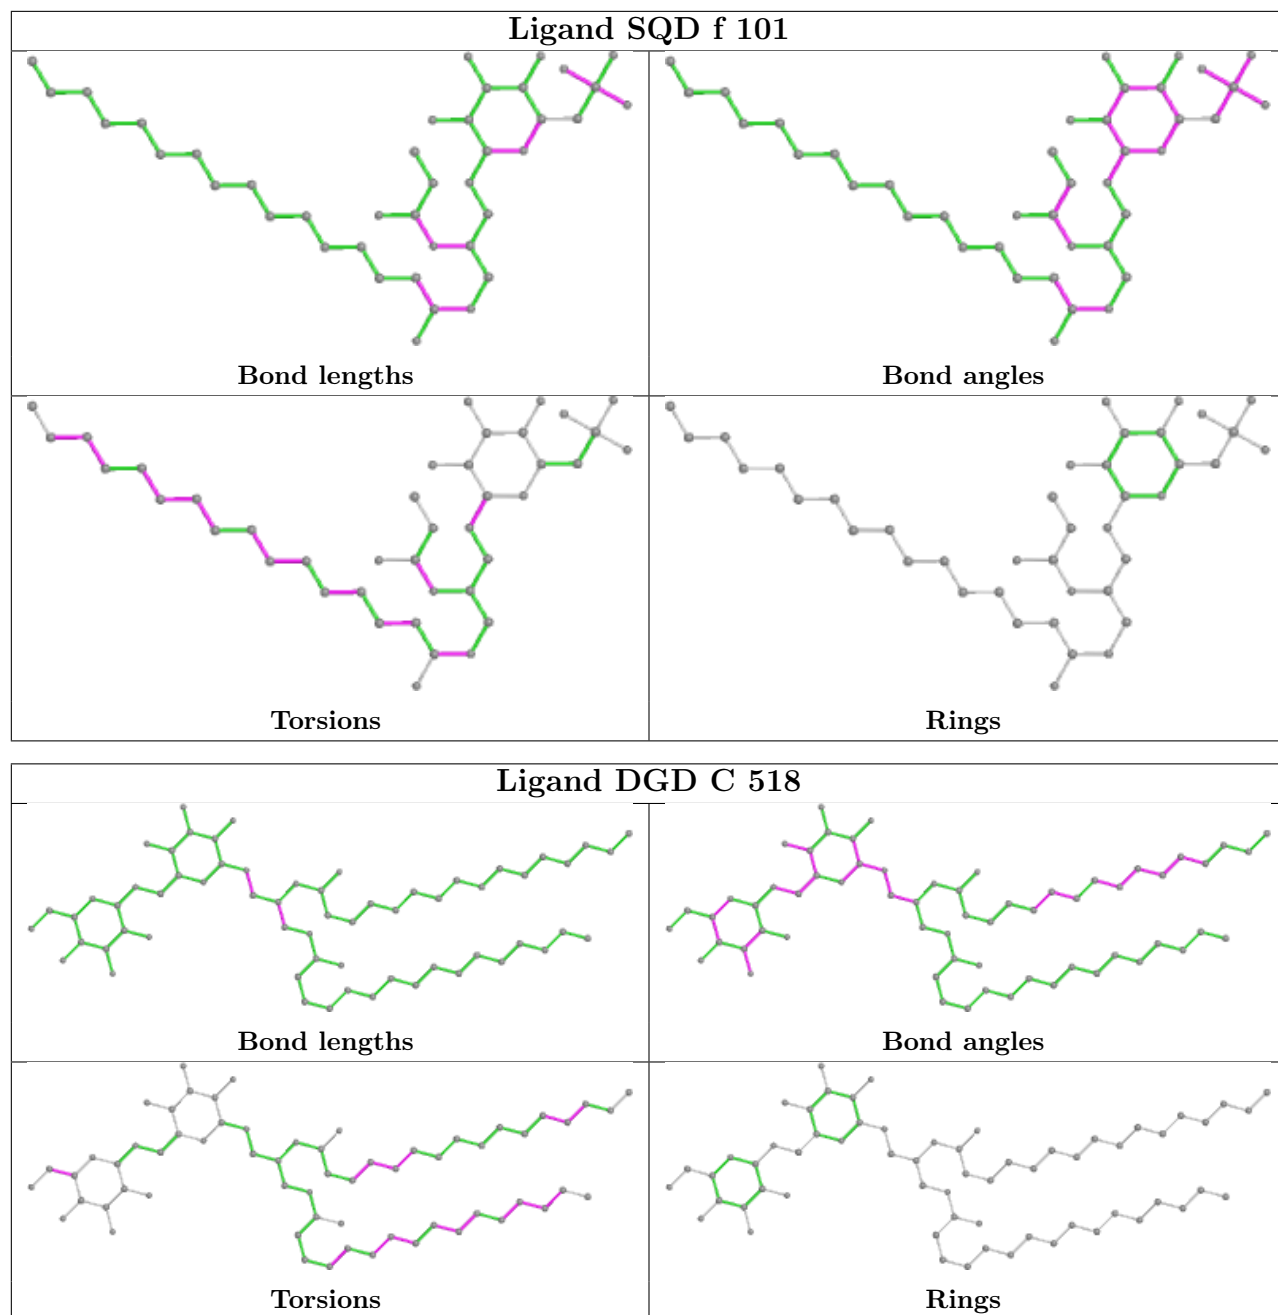 Ligand SQD f 101
Bond lengths
Bond angles
Torsions
Rings
Ligand DGD C 518
Bond lengths
Bond angles
Torsions
Rings